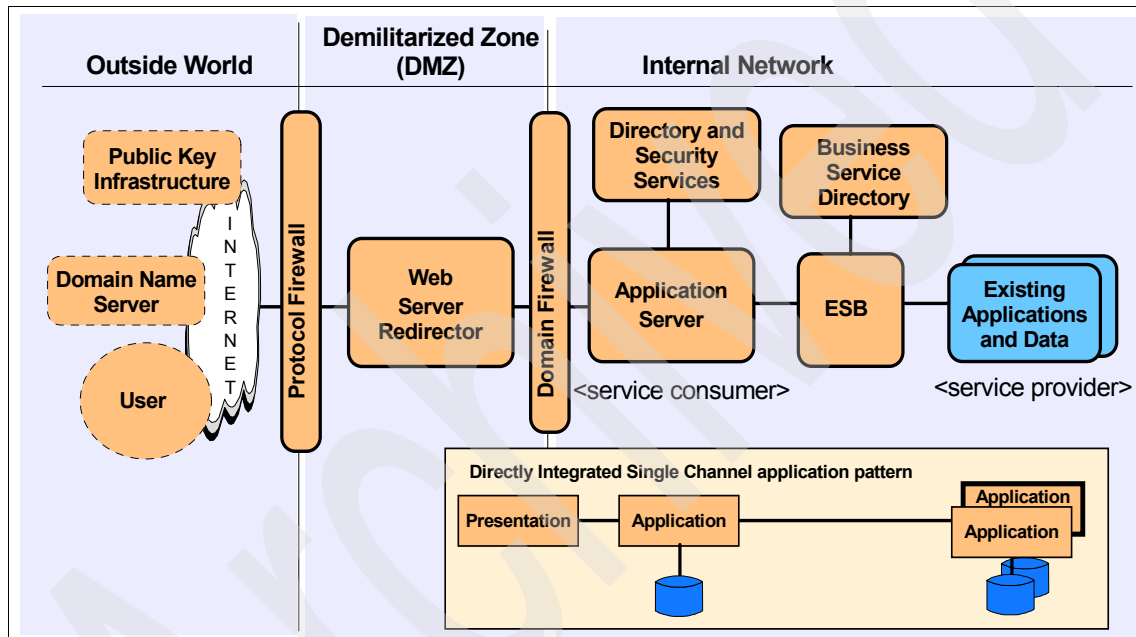 Outside World
Demilitarized Zone
(DMZ)
Internal Network
Public Key
Infrastructure
Domain Name
Server
User
INTERNET
Protocol Firewall
Web
Server
Redirector
Domain Firewall
Directory and
Security
Services
Business
Service
Directory
Application
Server
ESB
Existing
Applications
and Data
<service consumer>
<service provider>
Directly Integrated Single Channel application pattern
Presentation
Application
Application
Application
Archived